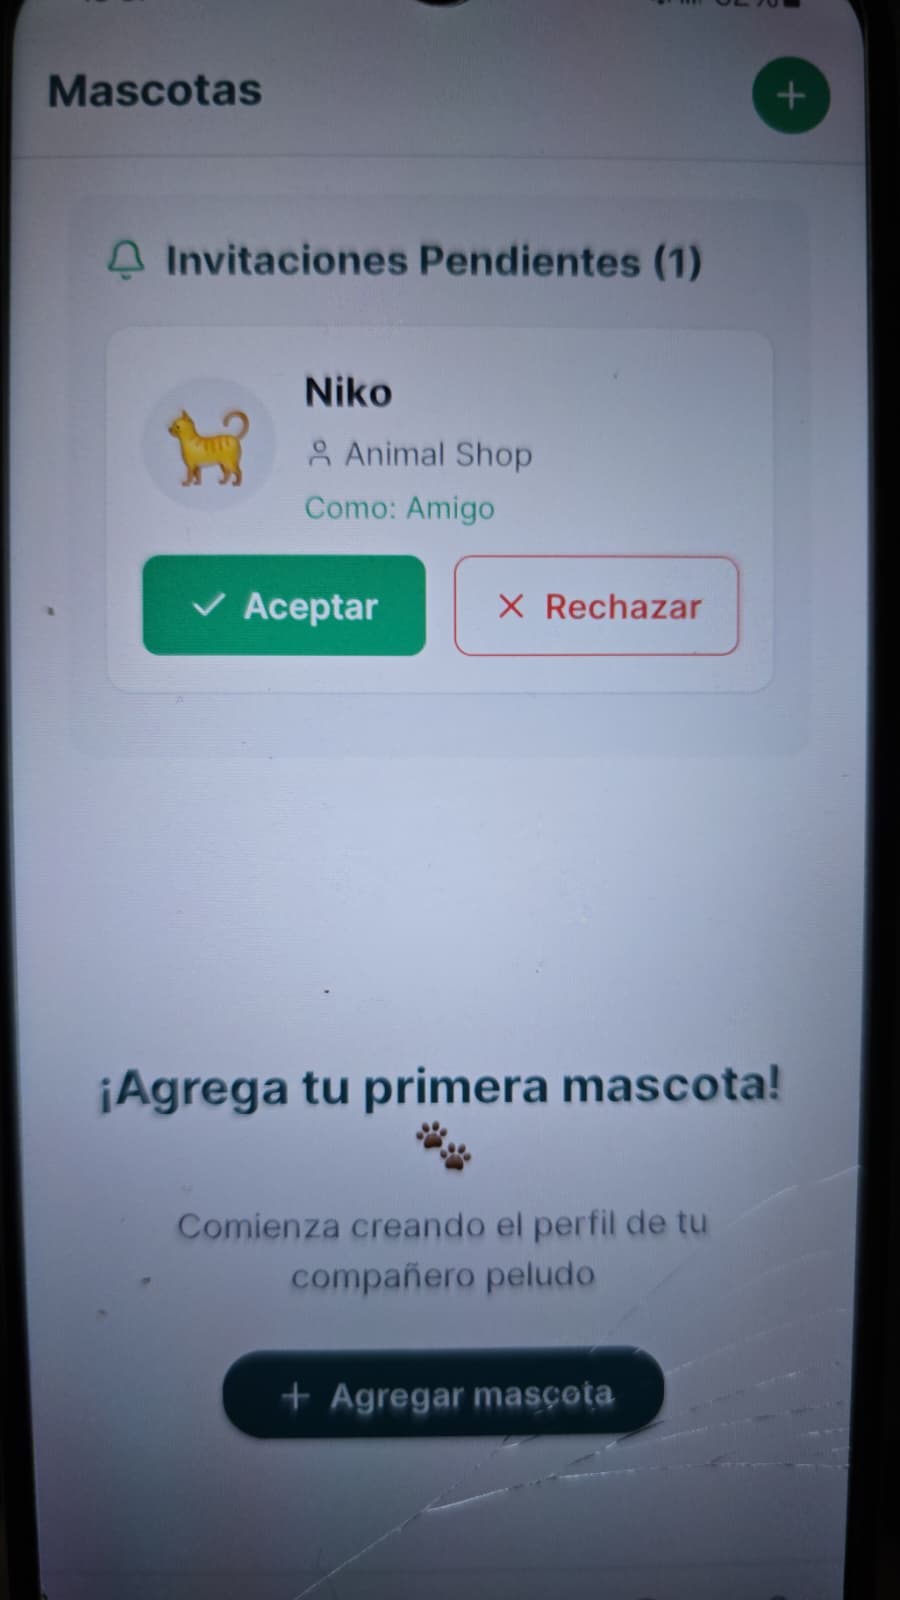 Mascotas
Invitaciones Pendientes (1)
Niko
Animal Shop
Como: Amigo
Aceptar
Rechazar
¡Agrega tu primera mascota!
Comienza creando el perfil de tu
compañero peludo
+ Agregar mascota